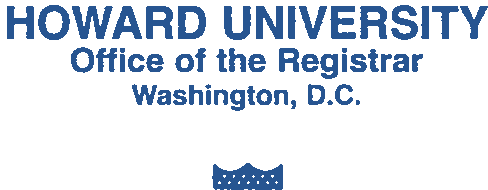 HOWARD UNIVERSITY
Office of the Registrar
Washington, D.C.